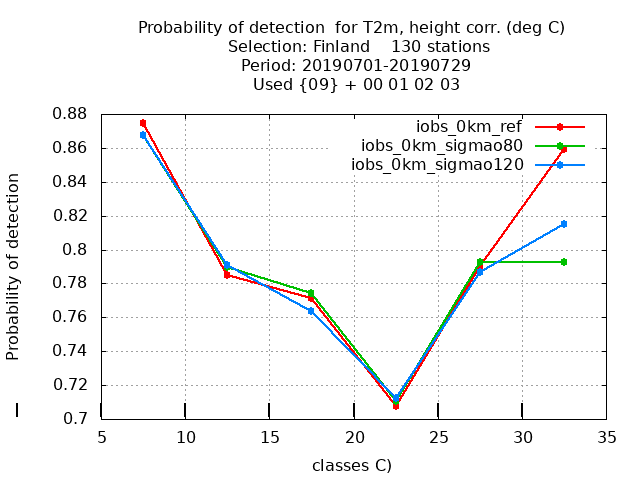 Probability of detection  for T2m, height corr. (deg C)
Selection: Finland    130 stations
Period: 20190701-20190729
Used {09} + 00 01 02 03
iobs_0km_ref
iobs_0km_sigmao80
iobs_0km_sigmao120
0.88
0.86
0.84
0.82
0.8
0.78
0.76
0.74
0.72
0.7
Probability of detection
5 10 15 20 25 30 35
classes C)